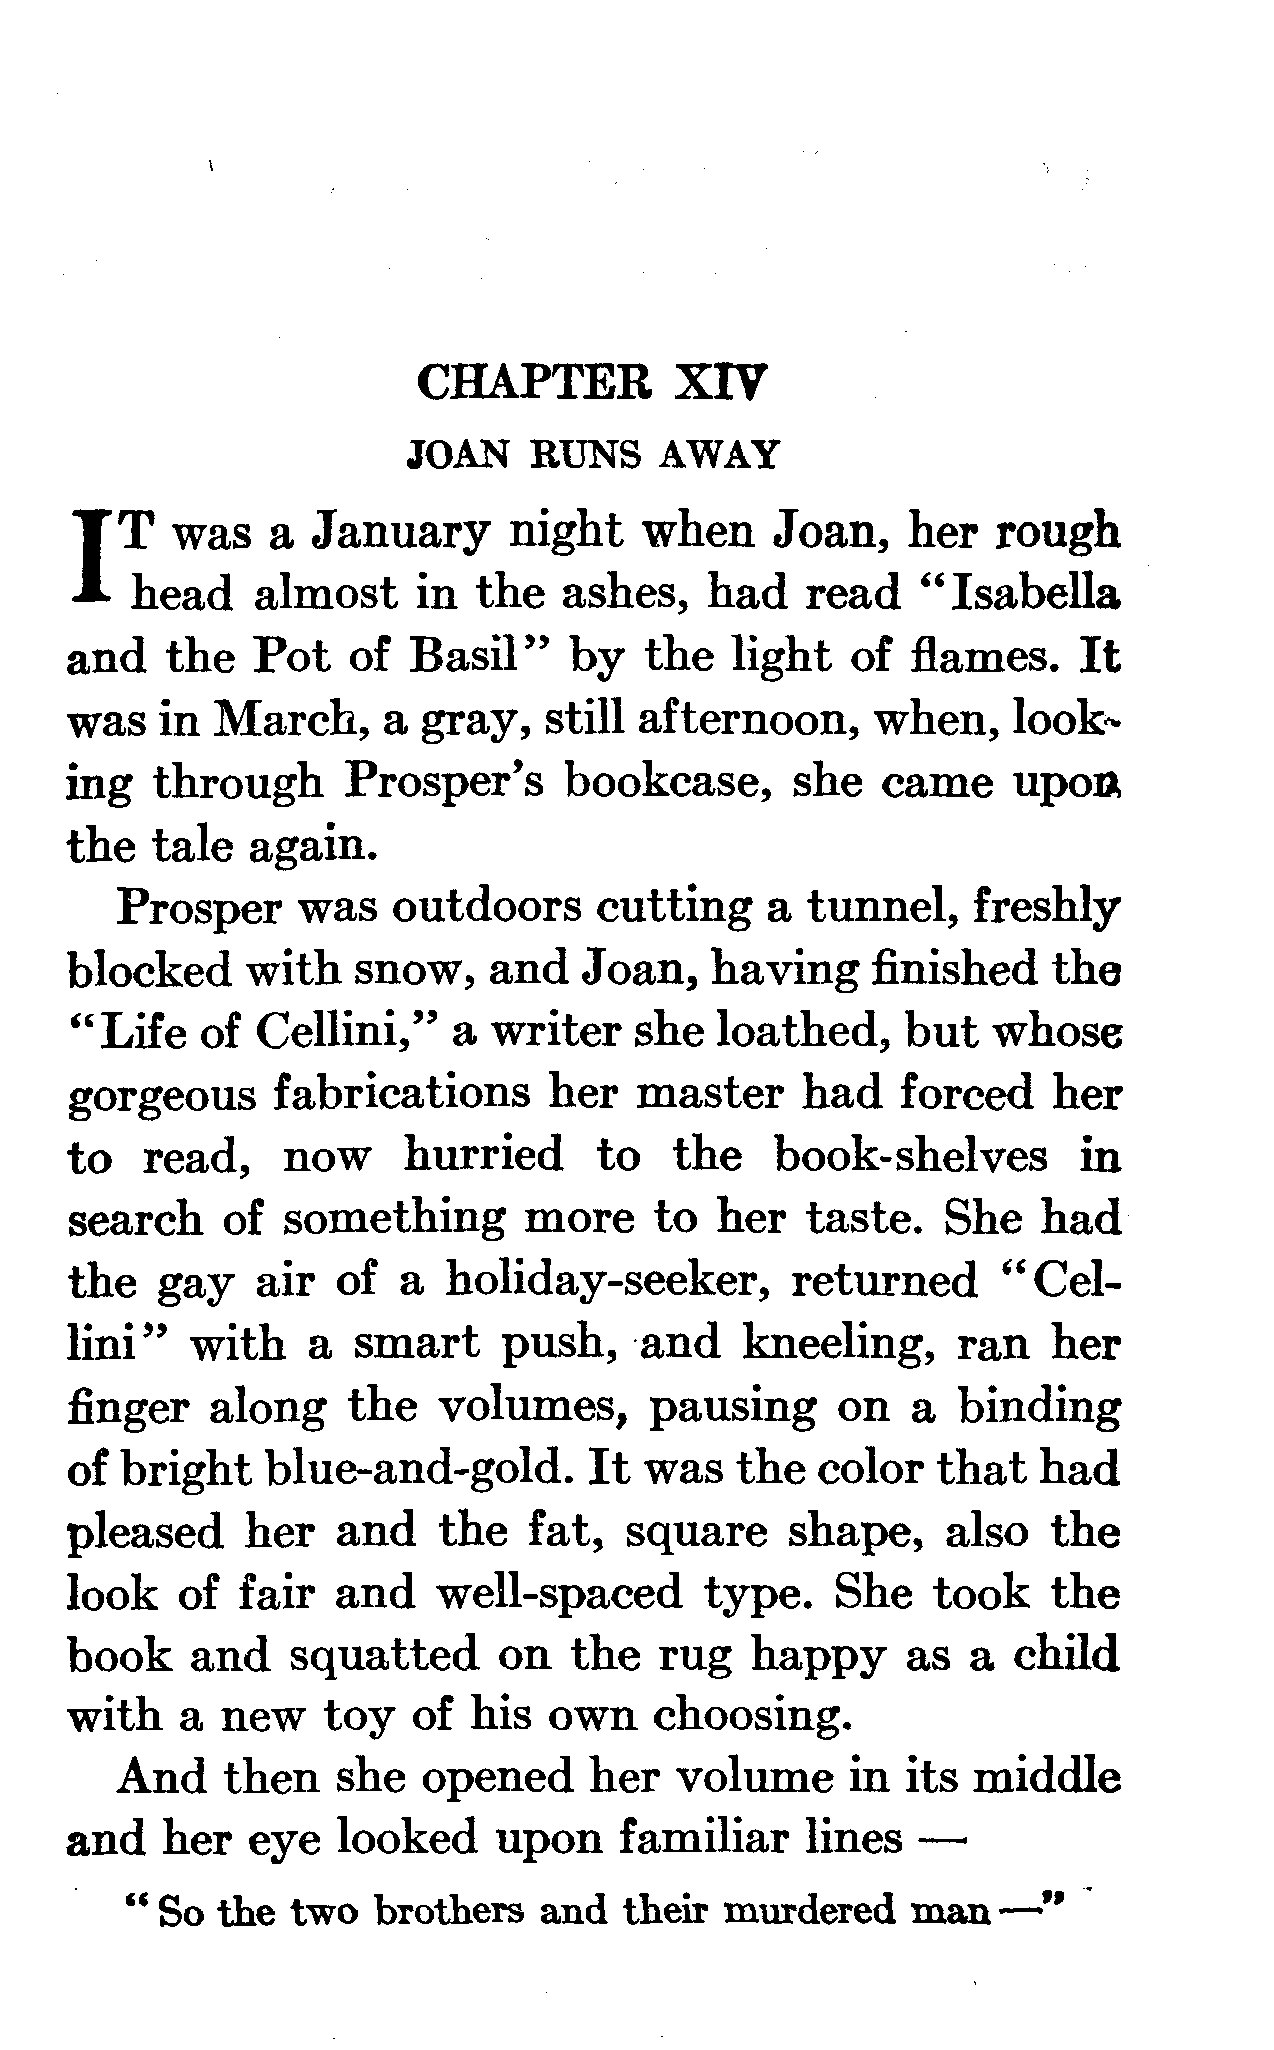 CHAPTER XIV
JOAN RUNS AWAY
IT was a January night when Joan, her rough
head almost in the ashes, had read “Isabella
and the Pot of Basil” by the light of flames. It
was in March, a gray, still afternoon, when, look-
ing through Prosper’s bookcase, she came upon
the tale again.
Prosper was outdoors cutting a tunnel, freshly
blocked with snow, and Joan, having finished the
“Life of Cellini,” a writer she loathed, but whose
gorgeous fabrications her master had forced her
to read, now hurried to the book-shelves in
search of something more to her taste. She had
the gay air of a holiday-seeker, returned “Cel-
lini” with a smart push, and kneeling, ran her
finger along the volumes, pausing on a binding
of bright blue-and-gold. It was the color that had
pleased her and the fat, square shape, also the
look of fair and well-spaced type. She took the
book and squatted on the rug happy as a child
with a new toy of his own choosing.
And then she opened her volume in its middle
and her eye looked upon familiar lines —
“So the two brothers and their murdered man—”